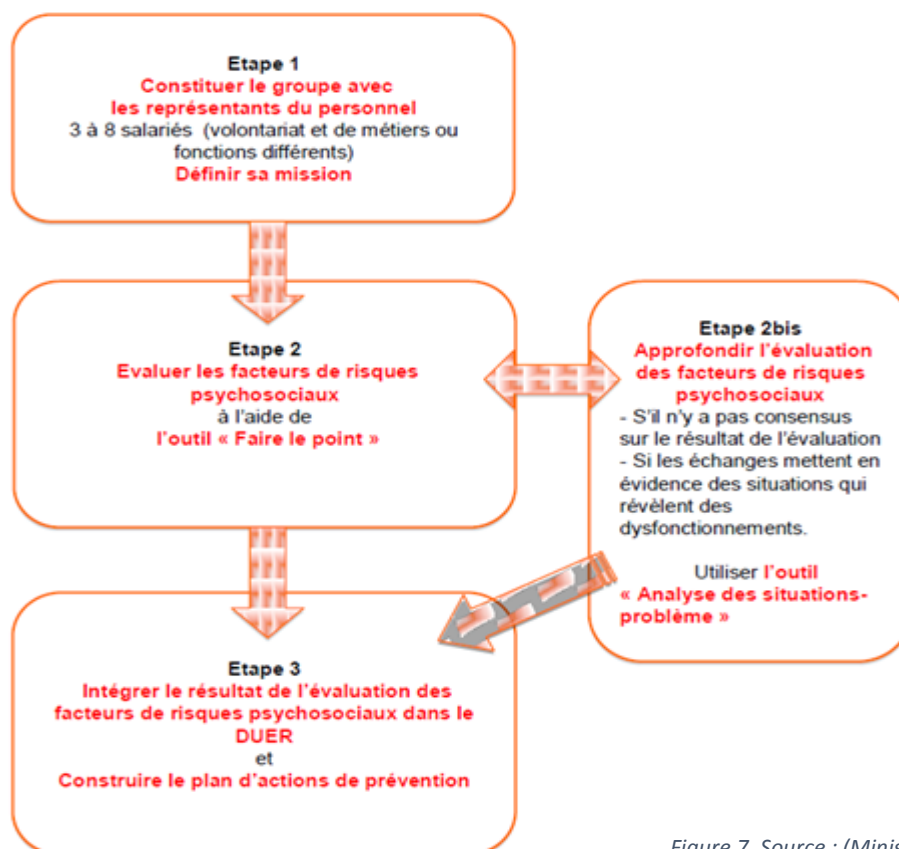 Etape 1
Constituer le groupe avec
les représentants du personnel
3 à 8 salariés (volontariat et de métiers ou
fonctions différents)
Définir sa mission
Etape 2
Evaluer les facteurs de risques
psychosociaux
à l'aide de
l'outil « Faire le point »
Etape 2bis
Approfondir l'évaluation
des facteurs de risques
psychosociaux
- S'il n'y a pas consensus
sur le résultat de l'évaluation
- Si les échanges mettent en
évidence des situations qui
révèlent des
dysfonctionnements.
Utiliser l'outil
« Analyse des situations-
problème »
Etape 3
Intégrer le résultat de l'évaluation des
facteurs de risques psychosociaux dans le
DUER
et
Construire le plan d'actions de prévention
Figure 7. Source : (Minis